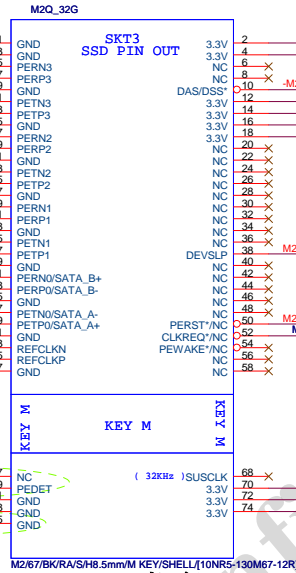 M2Q_32G
SKT3
SSD PIN OUT
GND 3.3V 2
GND 3.3V 4
PERN3 NC 6
PERP3 NC 8
GND DAS/DSS* 10
PETN3 3.3V 12
PETP3 3.3V 14
GND 3.3V 16
PERN2 3.3V 18
PERP2 NC 20
GND NC 22
PETN2 NC 24
PETP2 NC 26
GND NC 28
PERN1 NC 30
PERP1 NC 32
GND NC 34
PETN1 NC 36
PETP1 DEVSLP 38
GND NC 40
PERN0/SATA_B+ NC 42
PERP0/SATA_B- NC 44
GND NC 46
PETN0/SATA_A- NC 48
PETP0/SATA_A+ PERST*/NC 50
GND CLKREQ*/NC 52
REFCLKN PEWAKE*/NC 54
REFCLKP NC 56
GND NC 58
KEY M KEY M KEY M
NC ( 32KHz )SUSCLK 68
PEDET 3.3V 70
GND 3.3V 72
GND 3.3V 74
GND
M2/67/BK/RA/S/H8.5mm/M KEY/SHELL/[10NR5-130M67-12R